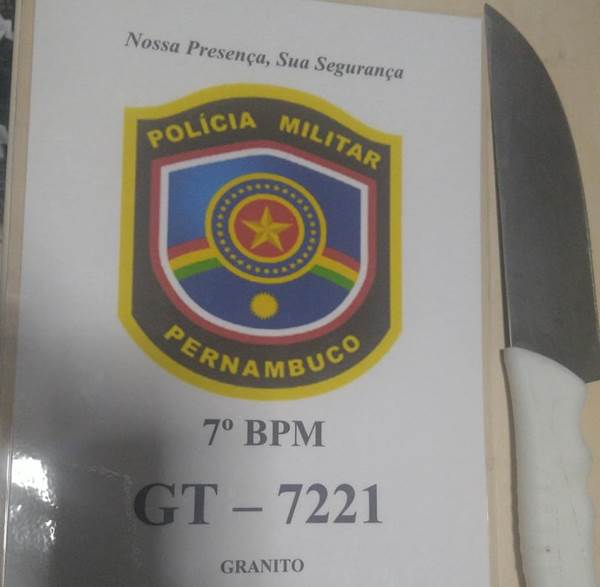 Nossa Presença, Sua Segurança
POLÍCIA MILITAR
PERNAMBUCO
7º BPM
GT – 7221
GRANITO